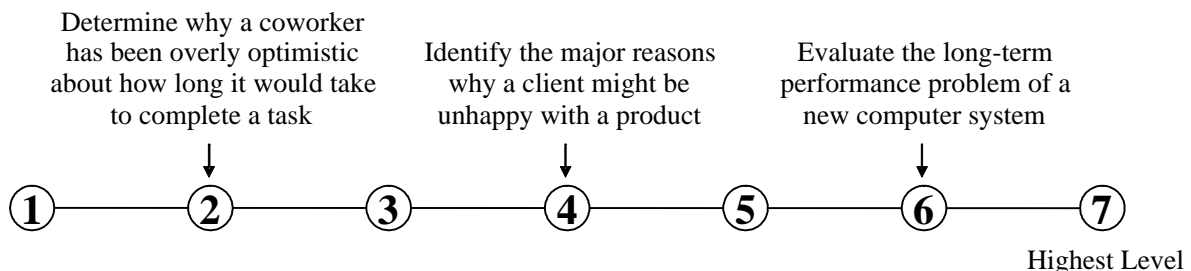 Determine why a coworker
has been overly optimistic
about how long it would take
to complete a task
Identify the major reasons
why a client might be
unhappy with a product
Evaluate the long-term
performance problem of a
new computer system
1 2 3 4 5 6 7
Highest Level